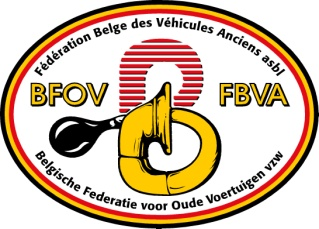 Fédération Belge des Véhicules Anciens asbl
BFOV FBVA
Belgische Federatie voor Oude Voertuigen vzw